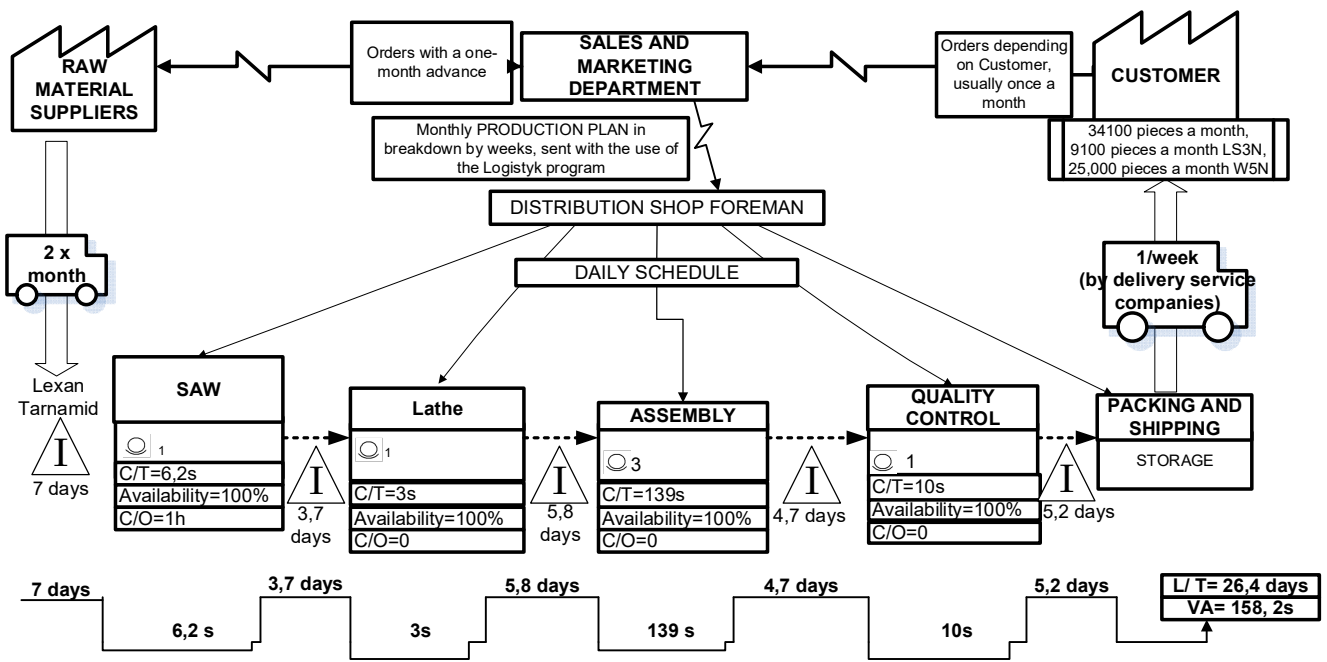 RAW
MATERIAL
SUPPLIERS
Orders with a one-
month advance
SALES AND
MARKETING
DEPARTMENT
Orders depending
on Customer,
usually once a
month
CUSTOMER
34100 pieces a month,
9100 pieces a month LS3N,
25,000 pieces a month W5N
Monthly PRODUCTION PLAN in
breakdown by weeks, sent with the use of
the Logistyk program
DISTRIBUTION SHOP FOREMAN
DAILY SCHEDULE
2 x
month
1/week
(by delivery service
companies)
Lexan
Tarnamid
I
7 days
SAW
1
C/T=6,2s
Availability=100%
C/O=1h
I
3,7
days
Lathe
1
C/T=3s
Availability=100%
C/O=0
I
5,8
days
ASSEMBLY
3
C/T=139s
Availability=100%
C/O=0
I
4,7 days
QUALITY
CONTROL
1
C/T=10s
Availability=100%
C/O=0
I
5,2 days
PACKING AND
SHIPPING
STORAGE
7 days
3,7 days
5,8 days
4,7 days
5,2 days
6,2 s
3s
139 s
10s
L/ T= 26,4 days
VA= 158, 2s